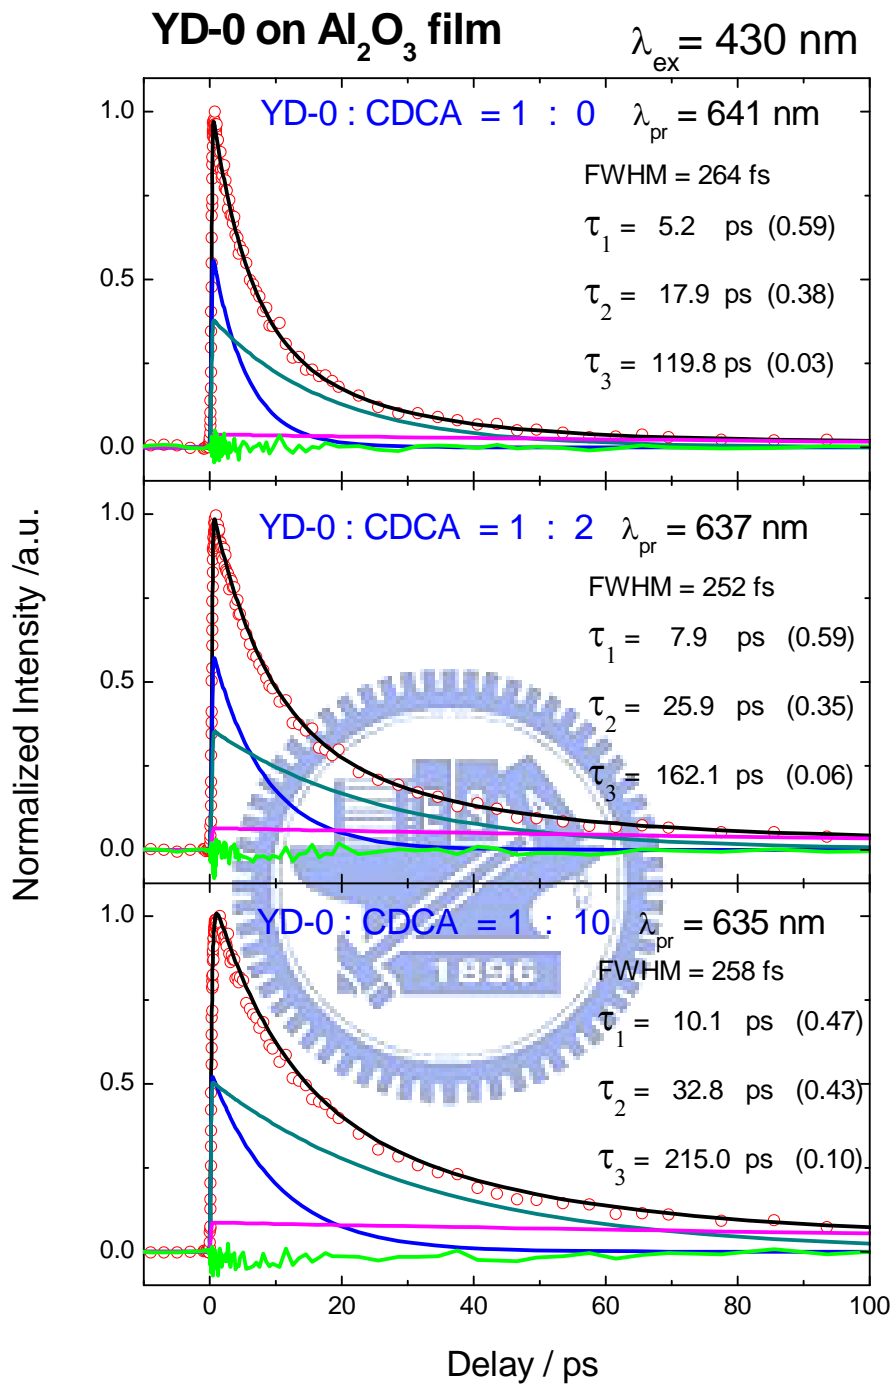 YD-0 on Al₂O₃ film
λex = 430 nm
YD-0 : CDCA = 1 : 0 λpr = 641 nm
FWHM = 264 fs
τ1 = 5.2 ps (0.59)
τ2 = 17.9 ps (0.38)
τ3 = 119.8 ps (0.03)
1.0
0.5
0.0
YD-0 : CDCA = 1 : 2 λpr = 637 nm
FWHM = 252 fs
τ1 = 7.9 ps (0.59)
τ2 = 25.9 ps (0.35)
τ3 = 162.1 ps (0.06)
1.0
0.5
0.0
YD-0 : CDCA = 1 : 10 λpr = 635 nm
FWHM = 258 fs
τ1 = 10.1 ps (0.47)
τ2 = 32.8 ps (0.43)
τ3 = 215.0 ps (0.10)
1.0
0.5
0.0
1896
0 20 40 60 80 100
Delay / ps
Normalized Intensity /a.u.